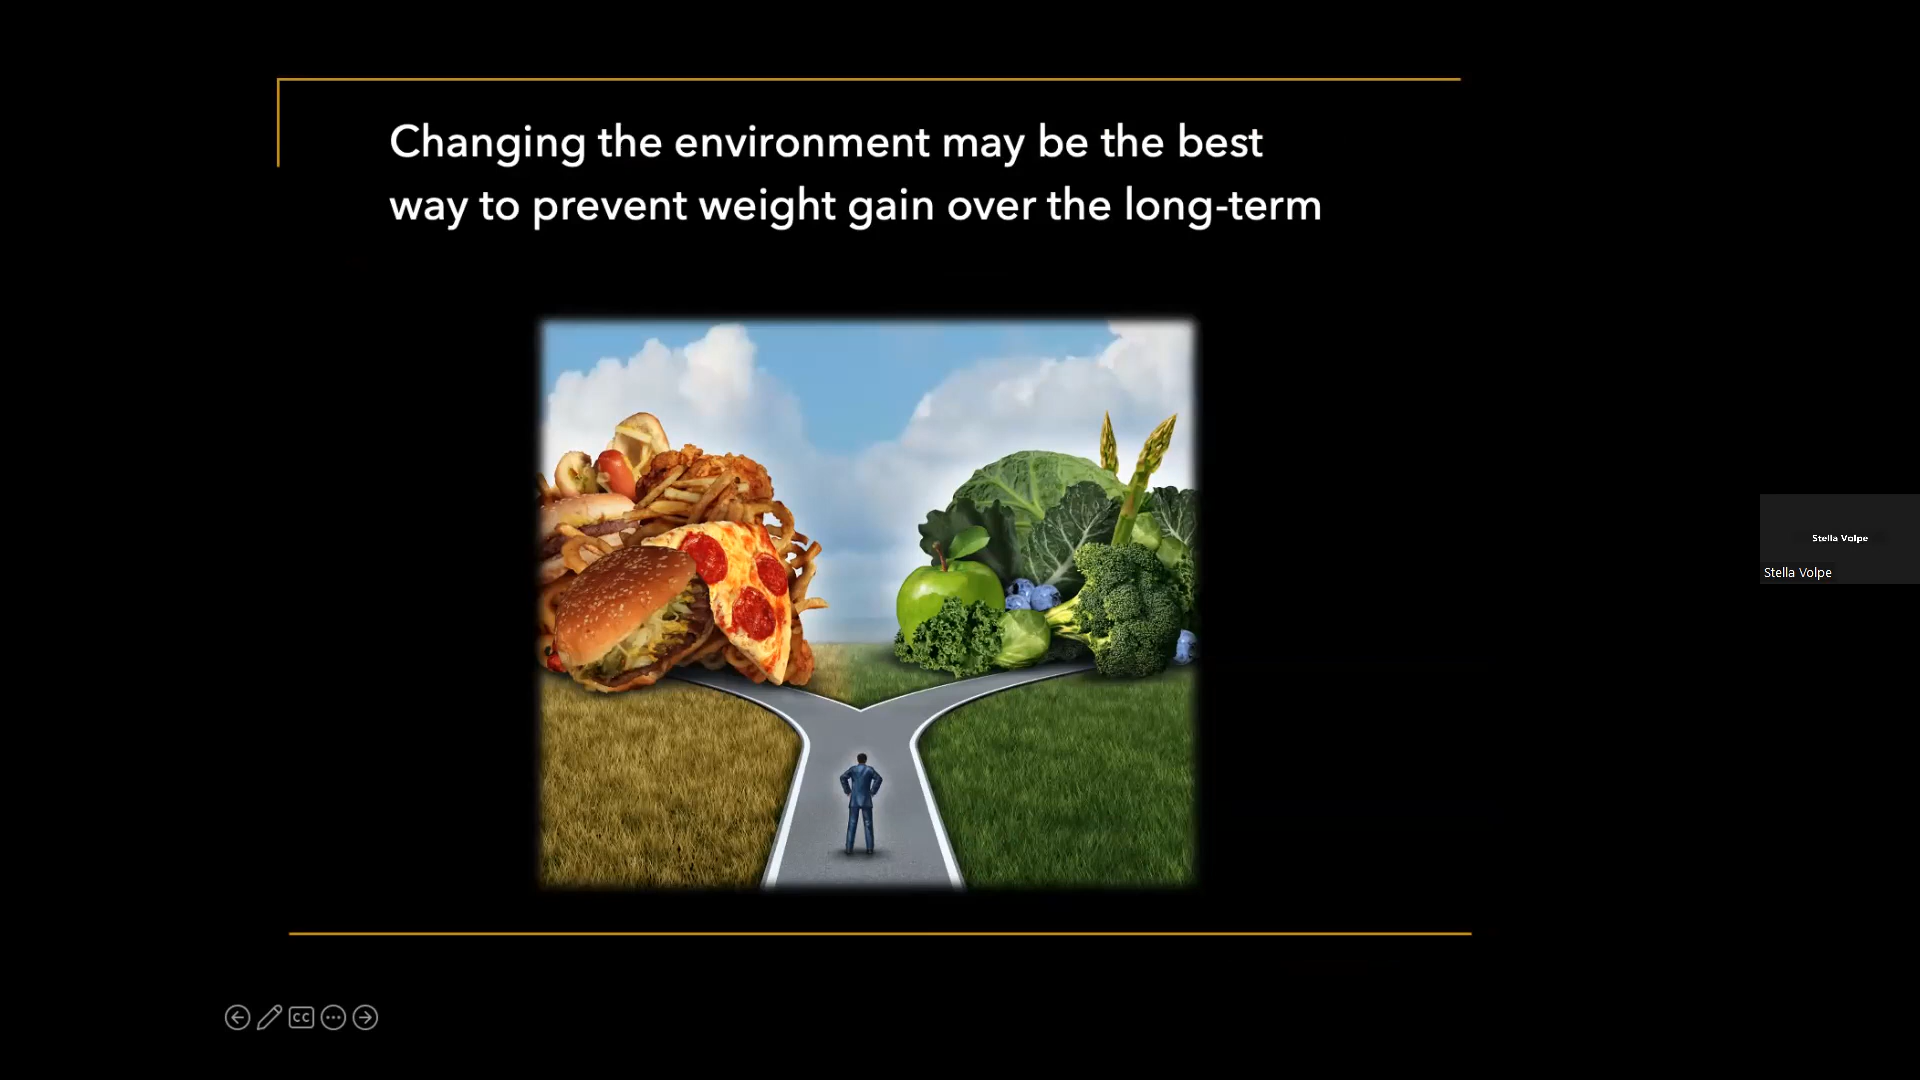 Changing the environment may be the best
way to prevent weight gain over the long-term
Stella Volpe
Stella Volpe
CC